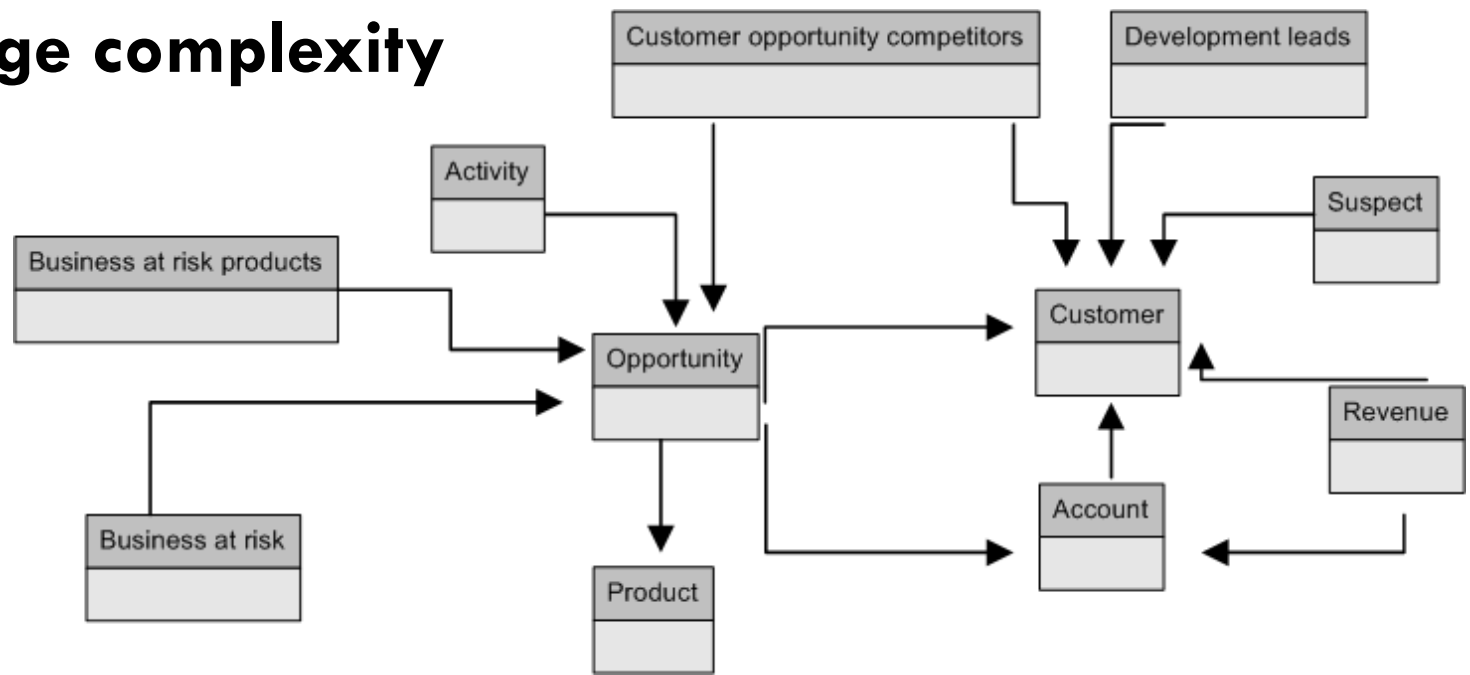 ge complexity
Customer opportunity competitors
Development leads
Activity
Suspect
Business at risk products
Customer
Opportunity
Revenue
Account
Business at risk
Product